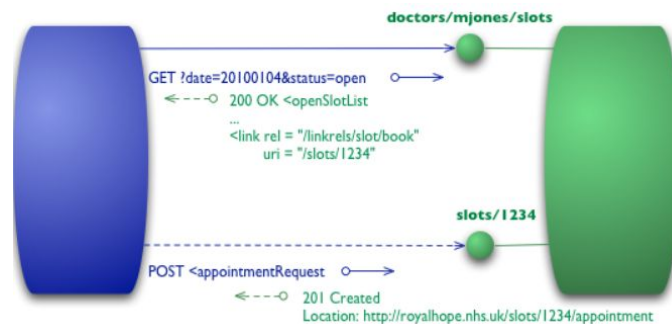 doctors/mjones/slots
GET ?date=20100104&status=open
200 OK <openSlotList
...
<link rel = "/linkrels/slot/book"
uri = "/slots/1234"
slots/1234
POST <appointmentRequest
201 Created
Location: http://royalhope.nhs.uk/slots/1234/appointment